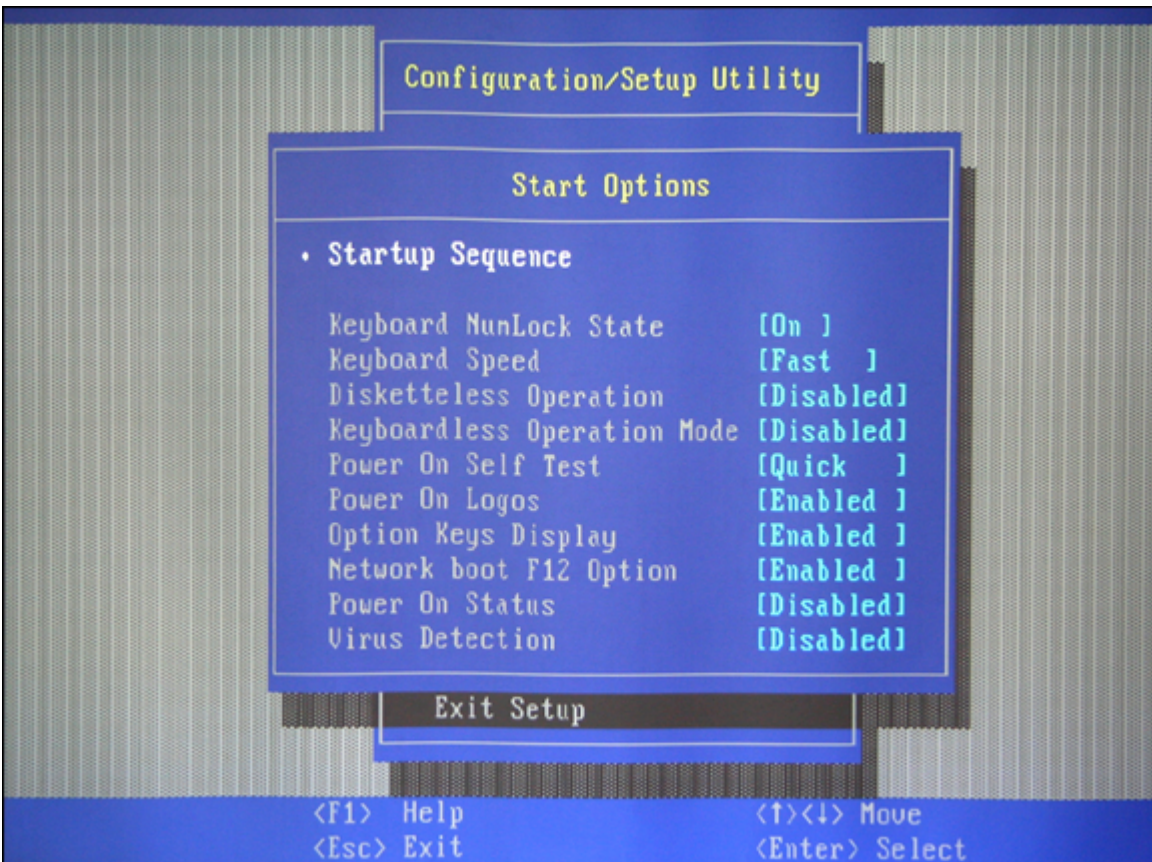 Configuration/Setup Utility
Start Options
• Startup Sequence
Keyboard NumLock State [On ]
Keyboard Speed [Fast ]
Disketteless Operation [Disabled]
Keyboardless Operation Mode [Disabled]
Power On Self Test [Quick ]
Power On Logos [Enabled ]
Option Keys Display [Enabled ]
Network boot F12 Option [Enabled ]
Power On Status [Disabled]
Virus Detection [Disabled]
Exit Setup
<F1> Help <↑><↓> Move
<Esc> Exit <Enter> Select